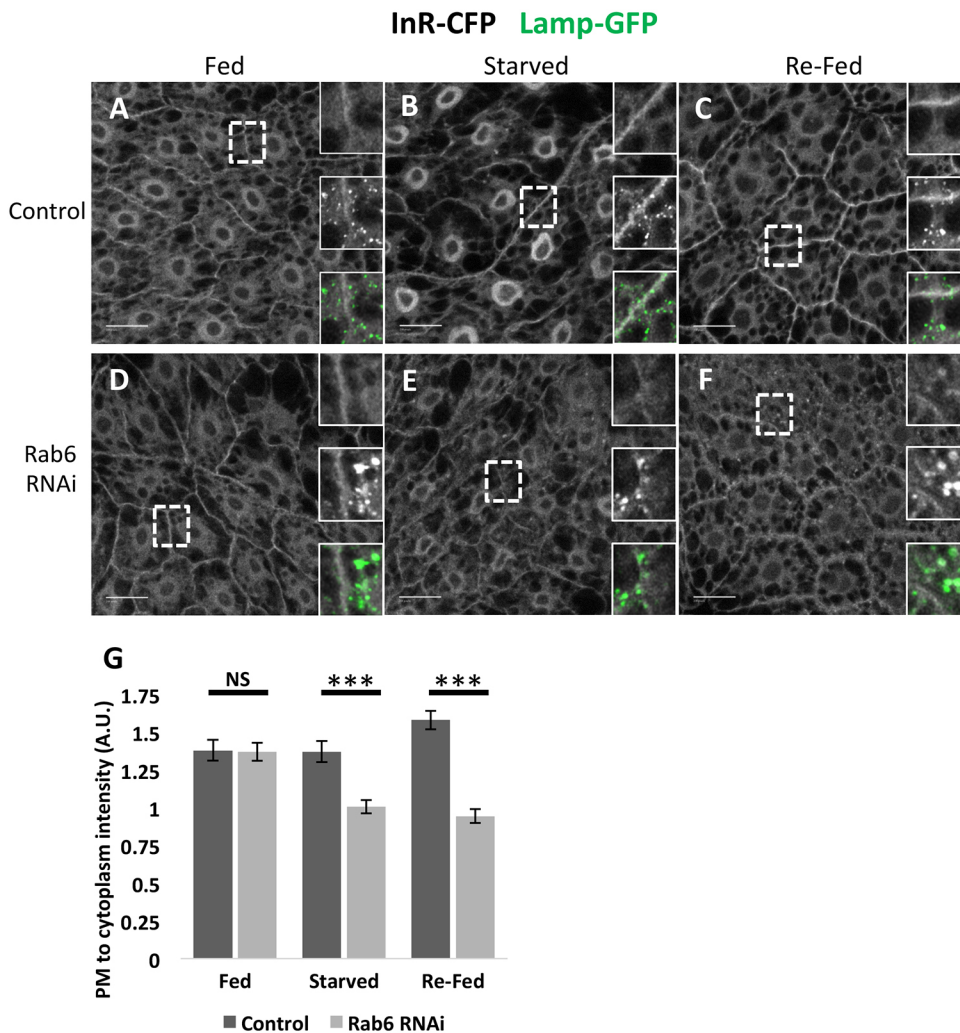 InR-CFP Lamp-GFP
Fed Starved Re-Fed
Control
A B C
Rab6
RNAi
D E F
G
NS *** ***
PM to cytoplasm intensity (A.U.)
1.75
1.5
1.25
1
0.75
0.5
0.25
0
Fed Starved Re-Fed
Control Rab6 RNAi